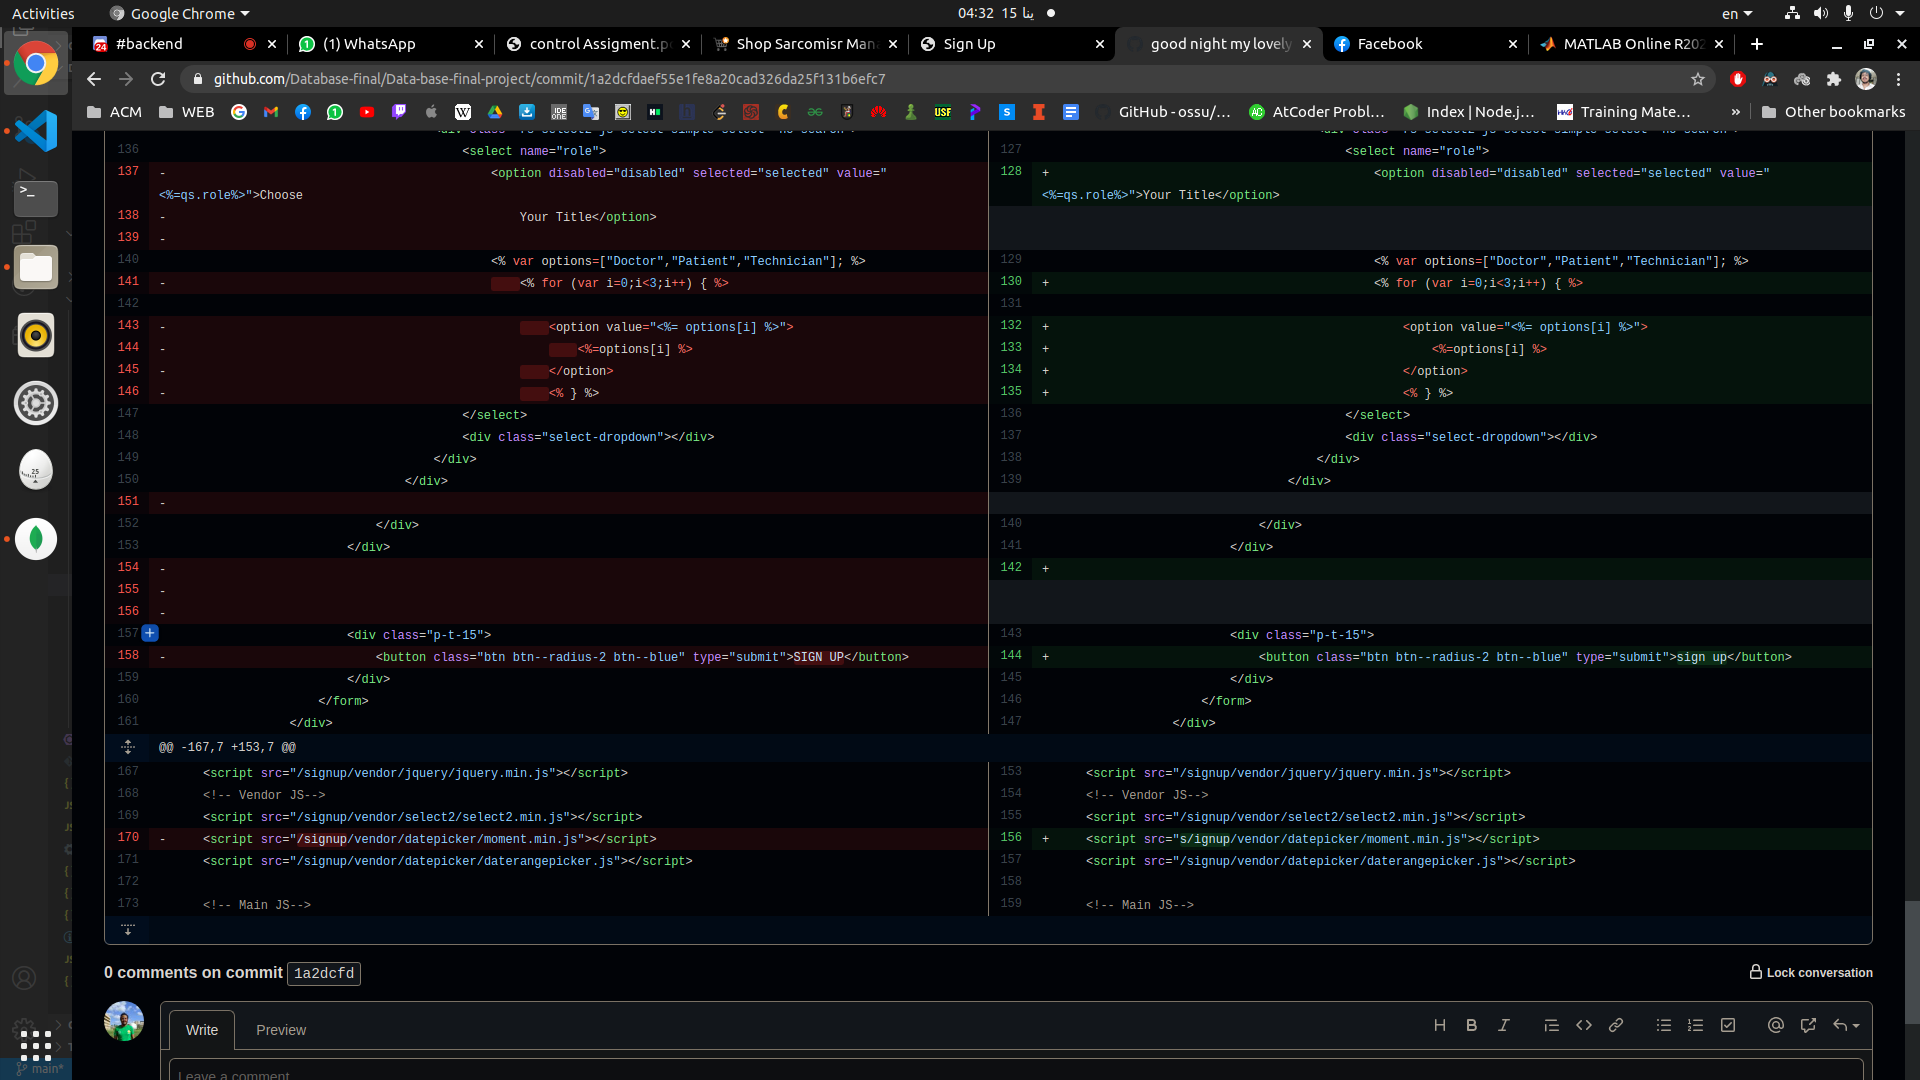 Activities
Google Chrome
04:32 15 ينا
en
#backend
(1) WhatsApp
control Assigment.p
Shop Sarcomisr Man
Sign Up
good night my lovely
Facebook
MATLAB Online R202
github.com/Database-final/Data-base-final-project/commit/1a2dcfdaef55e1fe8a20cad326da25f131b6efc7
ACM
WEB
GitHub - ossu/...
AtCoder Probl...
Index | Node.j...
Training Mate...
»
Other bookmarks
136 <select name="role"> 127 <select name="role">
137 - <option disabled="disabled" selected="selected" value=" 128 + <option disabled="disabled" selected="selected" value="
<%=qs.role%>">Choose <%=qs.role%>">Your Title</option>
138 - Your Title</option>
139 -
140 <% var options=["Doctor","Patient","Technician"]; %> 129 <% var options=["Doctor","Patient","Technician"]; %>
141 - <% for (var i=0;i<3;i++) { %> 130 + <% for (var i=0;i<3;i++) { %>
142 131
143 - <option value="<%= options[i] %>"> 132 + <option value="<%= options[i] %>">
144 - <%=options[i] %> 133 + <%=options[i] %>
145 - </option> 134 + </option>
146 - <% } %> 135 + <% } %>
147 </select> 136 </select>
148 <div class="select-dropdown"></div> 137 <div class="select-dropdown"></div>
149 </div> 138 </div>
150 </div> 139 </div>
151 -
152 </div> 140 </div>
153 </div> 141 </div>
154 - 142 +
155 -
156 -
157 <div class="p-t-15"> 143 <div class="p-t-15">
158 - <button class="btn btn--radius-2 btn--blue" type="submit">SIGN UP</button> 144 + <button class="btn btn--radius-2 btn--blue" type="submit">sign up</button>
159 </div> 145 </div>
160 </form> 146 </form>
161 </div> 147 </div>
@@ -167,7 +153,7 @@
167 <script src="/signup/vendor/jquery/jquery.min.js"></script> 153 <script src="/signup/vendor/jquery/jquery.min.js"></script>
168 <!-- Vendor JS--> 154 <!-- Vendor JS-->
169 <script src="/signup/vendor/select2/select2.min.js"></script> 155 <script src="/signup/vendor/select2/select2.min.js"></script>
170 - <script src="/signup/vendor/datepicker/moment.min.js"></script> 156 + <script src="s/ignup/vendor/datepicker/moment.min.js"></script>
171 <script src="/signup/vendor/datepicker/daterangepicker.js"></script> 157 <script src="/signup/vendor/datepicker/daterangepicker.js"></script>
172 158
173 <!-- Main JS--> 159 <!-- Main JS-->
0 comments on commit 1a2dcfd
Lock conversation
Write
Preview
Leave a comment
main*